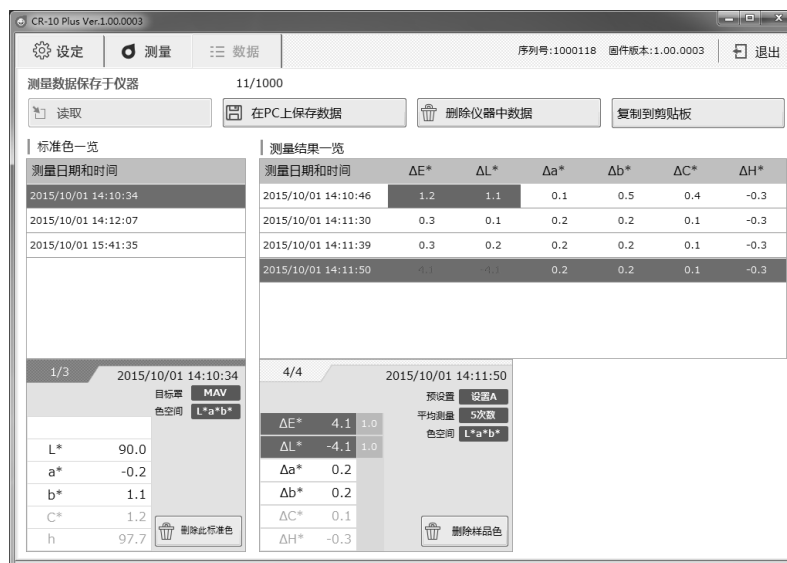 CR-10 Plus Ver.1.00.0003
设定 测量 数据 序列号:1000118 固件版本:1.00.0003 退出
测量数据保存于仪器 11/1000
读取 在PC上保存数据 删除仪器中数据 复制到剪贴板
标准色一览 测量结果一览
测量日期和时间 测量日期和时间 ΔE* ΔL* Δa* Δb* ΔC* ΔH*
2015/10/01 14:10:34 2015/10/01 14:10:46 1.2 1.1 0.1 0.5 0.4 -0.3
2015/10/01 14:12:07 2015/10/01 14:11:30 0.3 0.1 0.2 0.2 0.1 -0.3
2015/10/01 15:41:35 2015/10/01 14:11:39 0.3 0.2 0.2 0.2 0.1 -0.3
2015/10/01 14:11:50 -4.1 -4.1 0.2 0.2 0.1 -0.3
1/3 2015/10/01 14:10:34 4/4 2015/10/01 14:11:50
目标罩 MAV 预设置 设置A
色空间 L*a*b* 平均测量 5次数
ΔE* 4.1 1.0 色空间 L*a*b*
L* 90.0 ΔL* -4.1 1.0
a* -0.2 Δa* 0.2
b* 1.1 Δb* 0.2
C* 1.2 删除此标准色 ΔC* 0.1 删除样品色
h 97.7 ΔH* -0.3